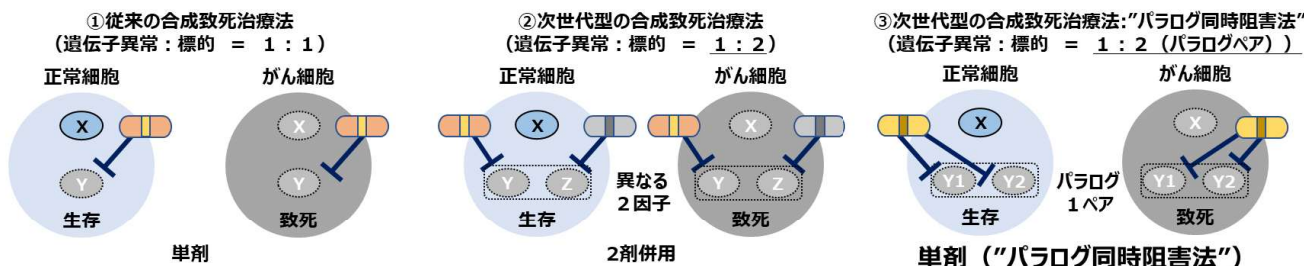 ①従来の合成致死治療法
(遺伝子異常：標的 = 1：1)
正常細胞
がん細胞
X
X
Y
Y
生存
致死
単剤
②次世代型の合成致死治療法
(遺伝子異常：標的 = 1：2)
正常細胞
がん細胞
X
X
Y
Z
Y
Z
異なる
2因子
生存
致死
2剤併用
③次世代型の合成致死治療法:"パラログ同時阻害法"
(遺伝子異常：標的 = 1：2 (パラログペア))
正常細胞
がん細胞
X
X
Y1
Y2
Y1
Y2
パラログ
1ペア
生存
致死
単剤 ("パラログ同時阻害法")